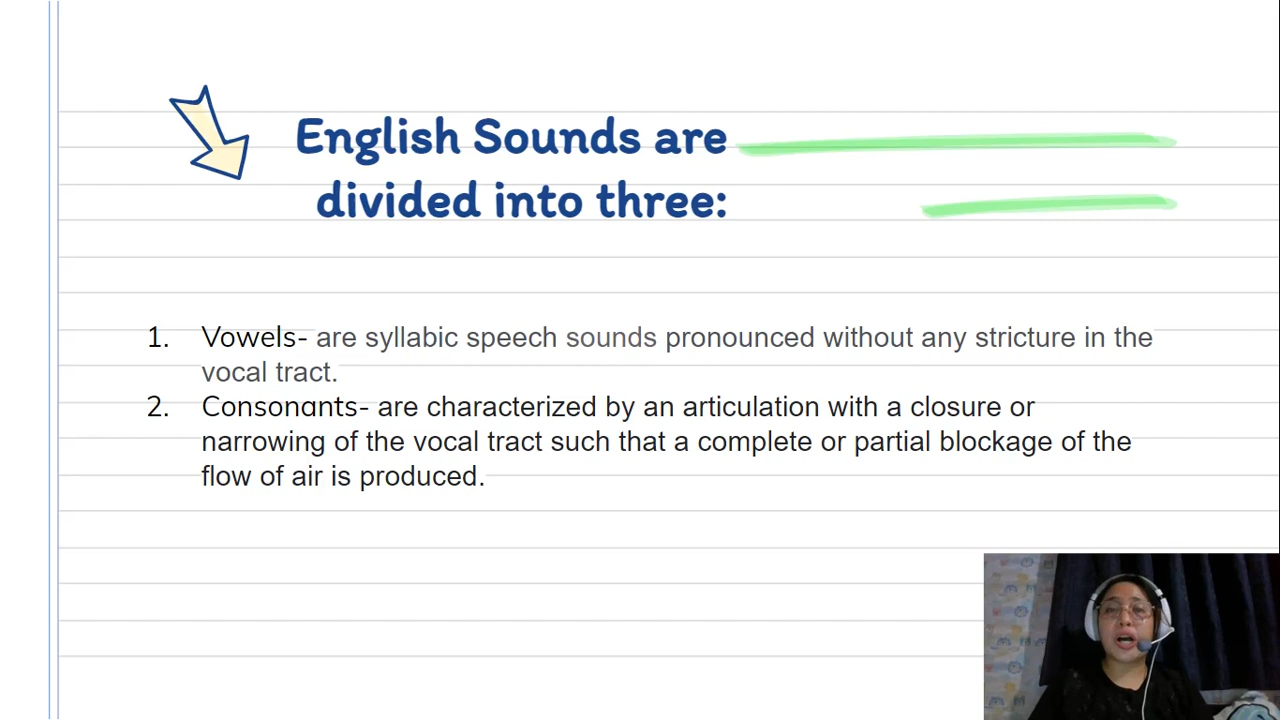 English Sounds are
divided into three:
1. Vowels- are syllabic speech sounds pronounced without any stricture in the
vocal tract.
2. Consonants- are characterized by an articulation with a closure or
narrowing of the vocal tract such that a complete or partial blockage of the
flow of air is produced.